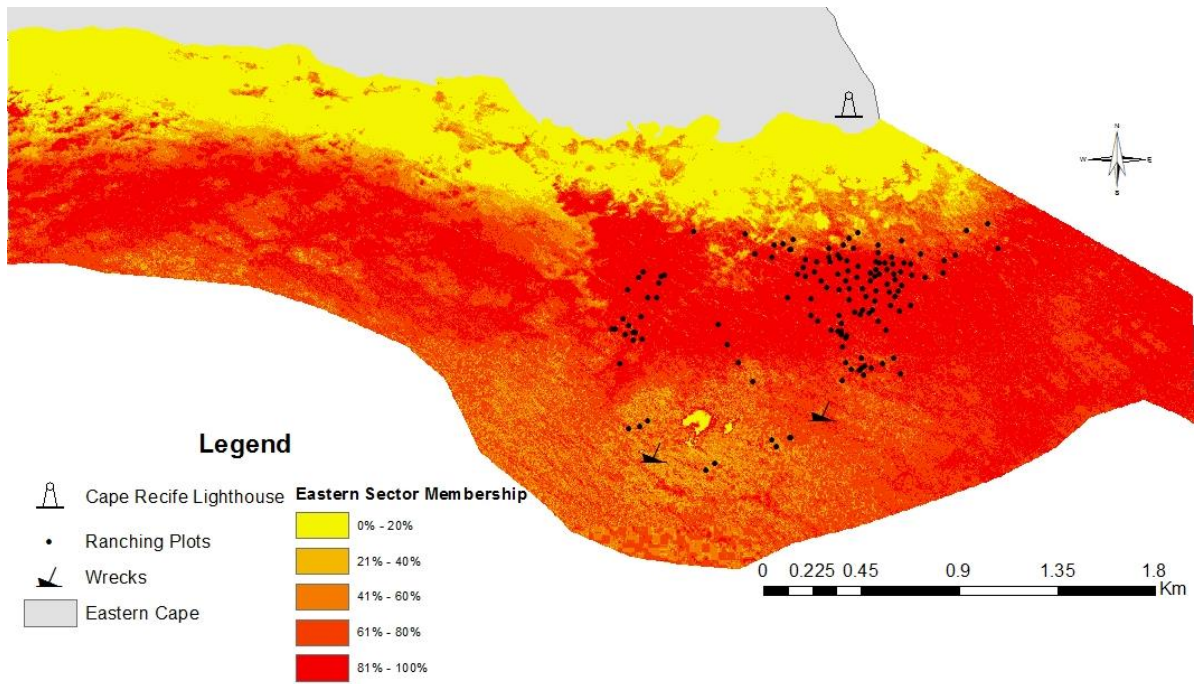 N
W E
S
Legend
Cape Recife Lighthouse
Ranching Plots
Wrecks
Eastern Cape
Eastern Sector Membership
0% - 20%
21% - 40%
41% - 60%
61% - 80%
81% - 100%
0 0.225 0.45 0.9 1.35 1.8
Km